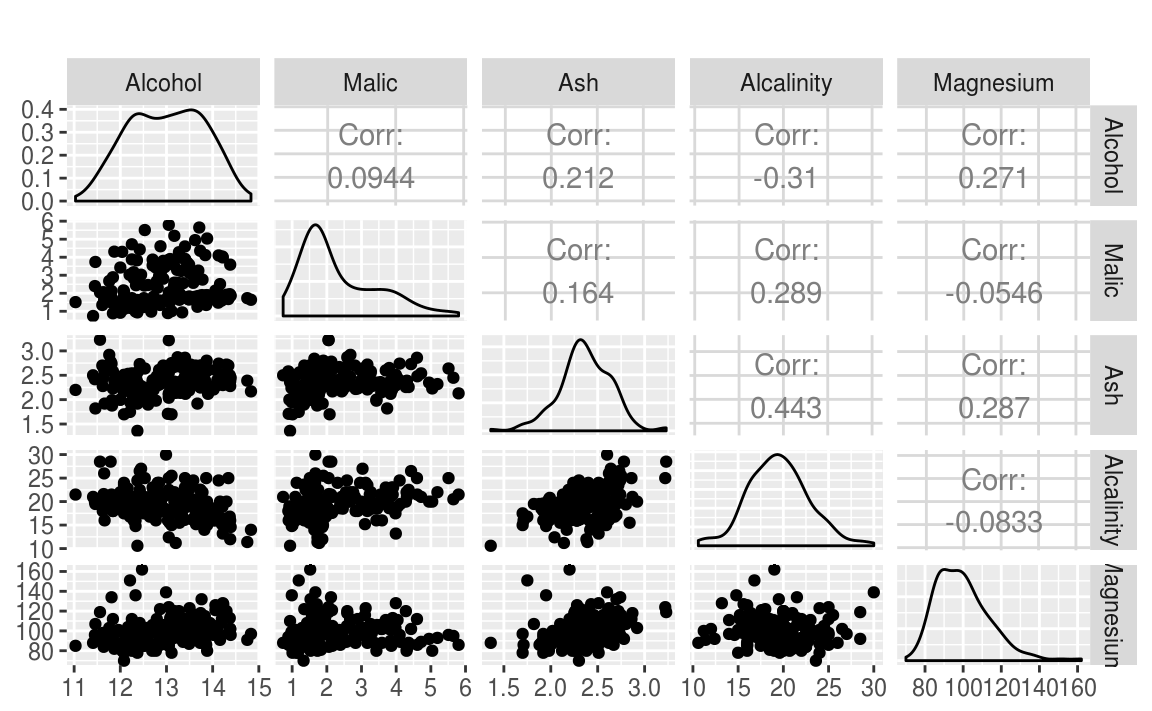 Alcohol Malic Ash Alcalinity Magnesium
0.4
0.3
0.2
0.1
0.0
Corr:
0.0944
Corr:
0.212
Corr:
-0.31
Corr:
0.271
Alcohol
6
5
4
3
2
1
Corr:
0.164
Corr:
0.289
Corr:
-0.0546
Malic
3.0
2.5
2.0
1.5
Corr:
0.443
Corr:
0.287
Ash
30
25
20
15
10
Corr:
-0.0833
Alcalinity
160
140
120
100
80
Magnesium
11 12 13 14 15 1 2 3 4 5 6 1.5 2.0 2.5 3.0 10 15 20 25 30 80 100 120 140 160